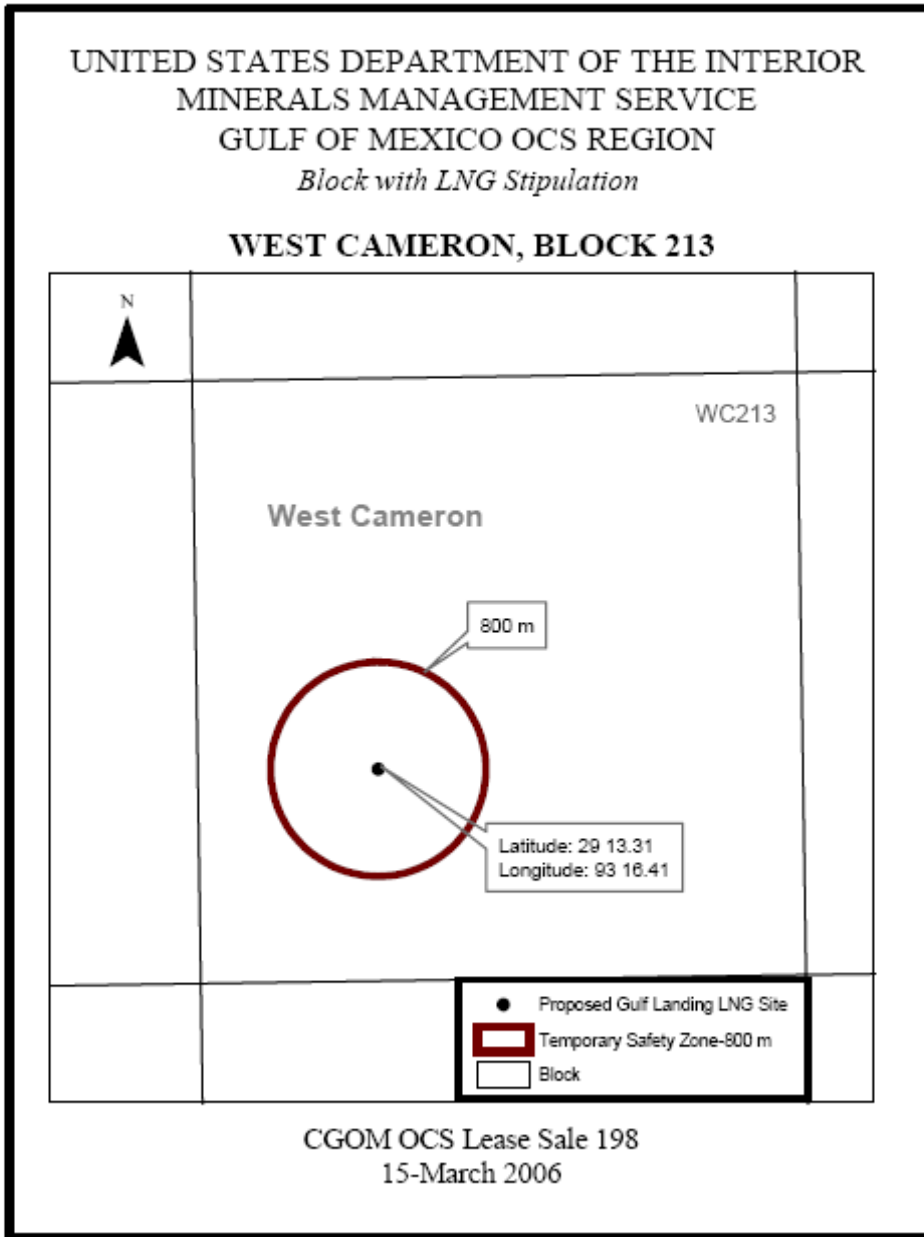 UNITED STATES DEPARTMENT OF THE INTERIOR
MINERALS MANAGEMENT SERVICE
GULF OF MEXICO OCS REGION
Block with LNG Stipulation
WEST CAMERON, BLOCK 213
N
WC213
West Cameron
800 m
Latitude: 29 13.31
Longitude: 93 16.41
Proposed Gulf Landing LNG Site
Temporary Safety Zone-800 m
Block
CGOM OCS Lease Sale 198
15-March 2006